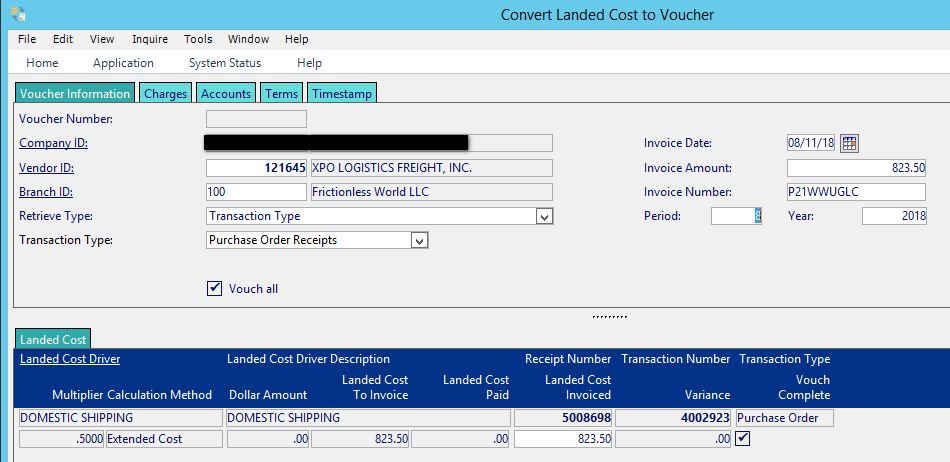 Convert Landed Cost to Voucher
File Edit View Inquire Tools Window Help
Home Application System Status Help
Voucher Information Charges Accounts Terms Timestamp
Voucher Number:
Company ID: Invoice Date: 08/11/18
Vendor ID: 121645 XPO LOGISTICS FREIGHT, INC. Invoice Amount: 823.50
Branch ID: 100 Frictionless World LLC Invoice Number: P21WWUGLC
Retrieve Type: Transaction Type Period: 8 Year: 2018
Transaction Type: Purchase Order Receipts
Vouch all
Landed Cost
Landed Cost Driver Landed Cost Driver Description Receipt Number Transaction Number Transaction Type
Landed Cost Landed Cost Landed Cost Vouch
Multiplier Calculation Method Dollar Amount To Invoice Paid Invoiced Variance Complete
DOMESTIC SHIPPING DOMESTIC SHIPPING 5008698 4002923 Purchase Order
.5000 Extended Cost .00 823.50 .00 823.50 .00